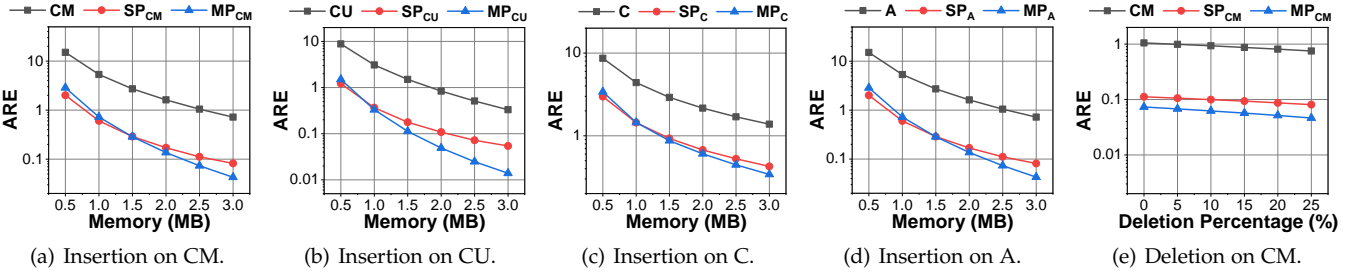 CM SP_CM MP_CM
ARE
10
1
0.1
0.5 1.0 1.5 2.0 2.5 3.0
Memory (MB)
(a) Insertion on CM.
CU SP_CU MP_CU
ARE
10
1
0.1
0.01
0.5 1.0 1.5 2.0 2.5 3.0
Memory (MB)
(b) Insertion on CU.
C SP_C MP_C
ARE
10
1
0.5 1.0 1.5 2.0 2.5 3.0
Memory (MB)
(c) Insertion on C.
A SP_A MP_A
ARE
10
1
0.1
0.5 1.0 1.5 2.0 2.5 3.0
Memory (MB)
(d) Insertion on A.
CM SP_CM MP_CM
ARE
1
0.1
0.01
0 5 10 15 20 25
Deletion Percentage (%)
(e) Deletion on CM.